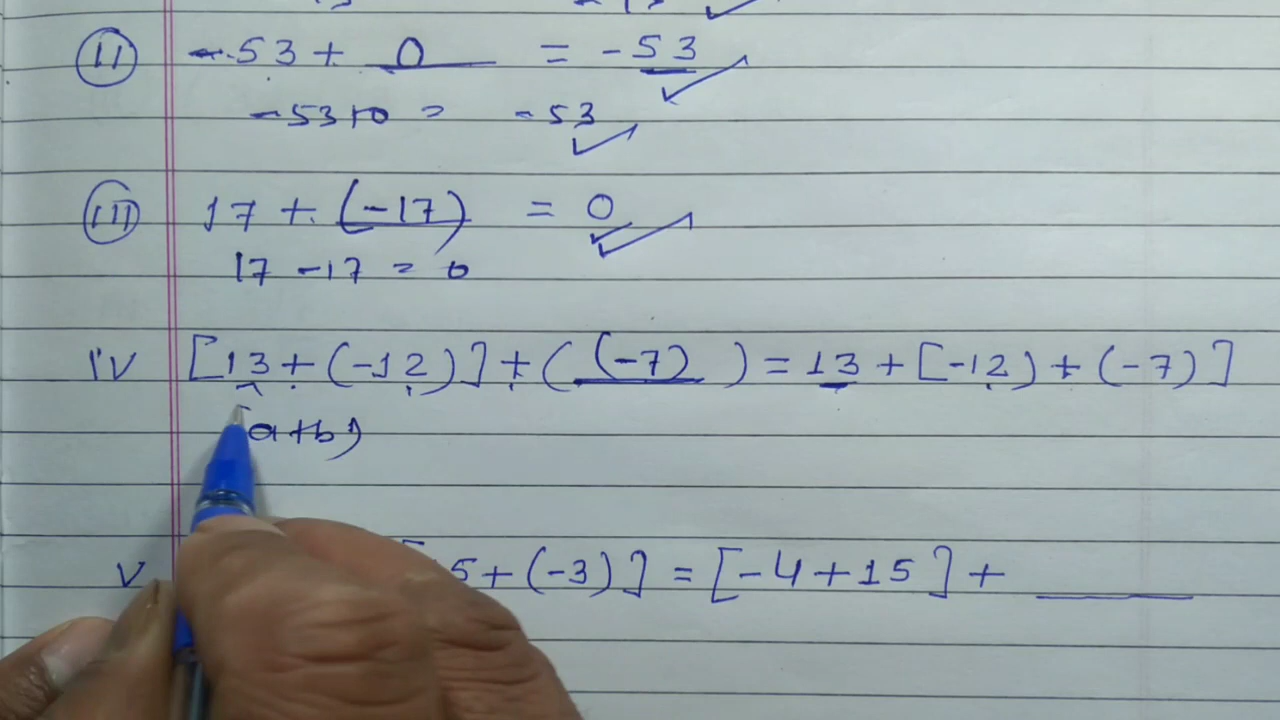 (II) -53 + 0 = -53
-53+0 = -53
(III) 17 + (-17) = 0
17 -17 = 0
iv [13 + (-12)] + ( (-7) ) = 13 + [-12) + (-7)]
(a+b)
v 5 + (-3)] = [-4 + 15] + ____